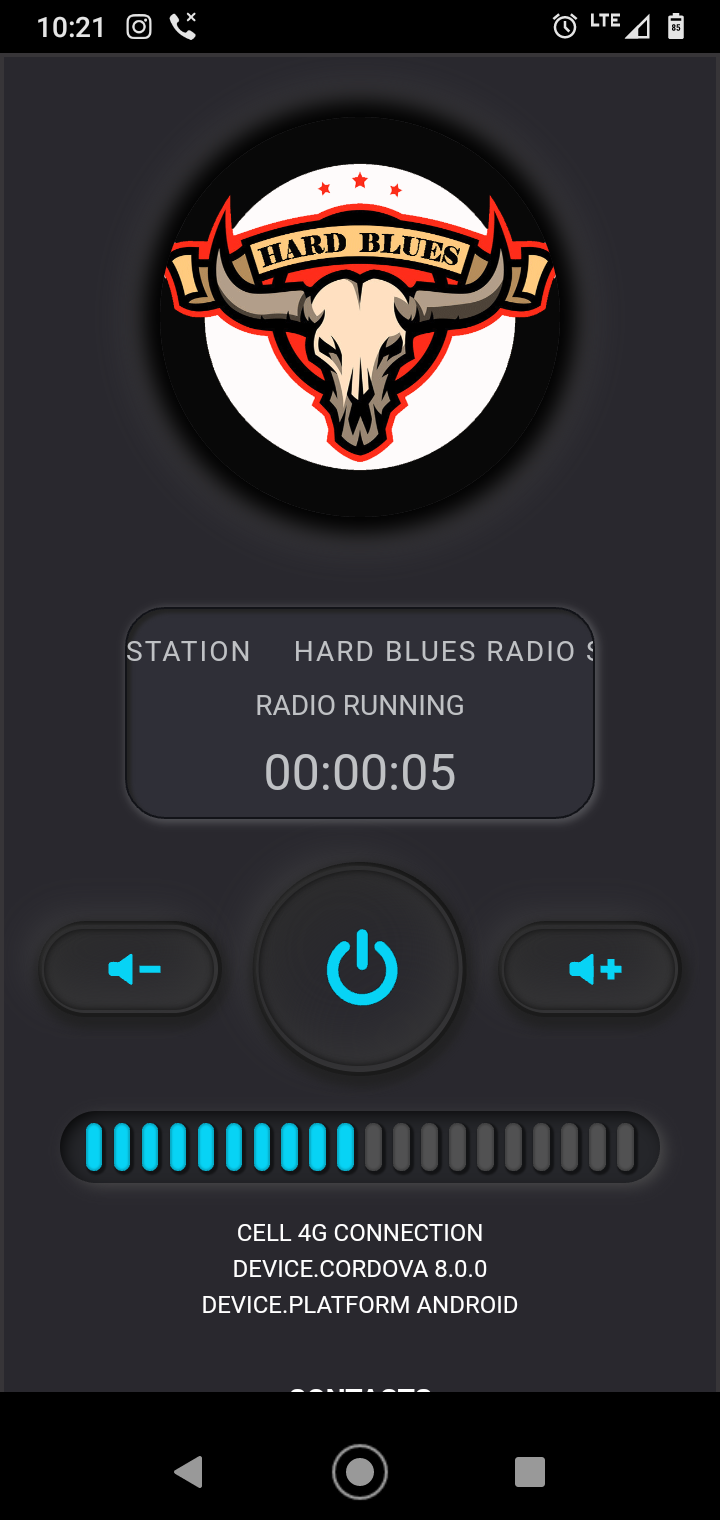 10:21
LTE
85
HARD BLUES
STATION HARD BLUES RADIO S
RADIO RUNNING
00:00:05
CELL 4G CONNECTION
DEVICE.CORDOVA 8.0.0
DEVICE.PLATFORM ANDROID
CONTACTS